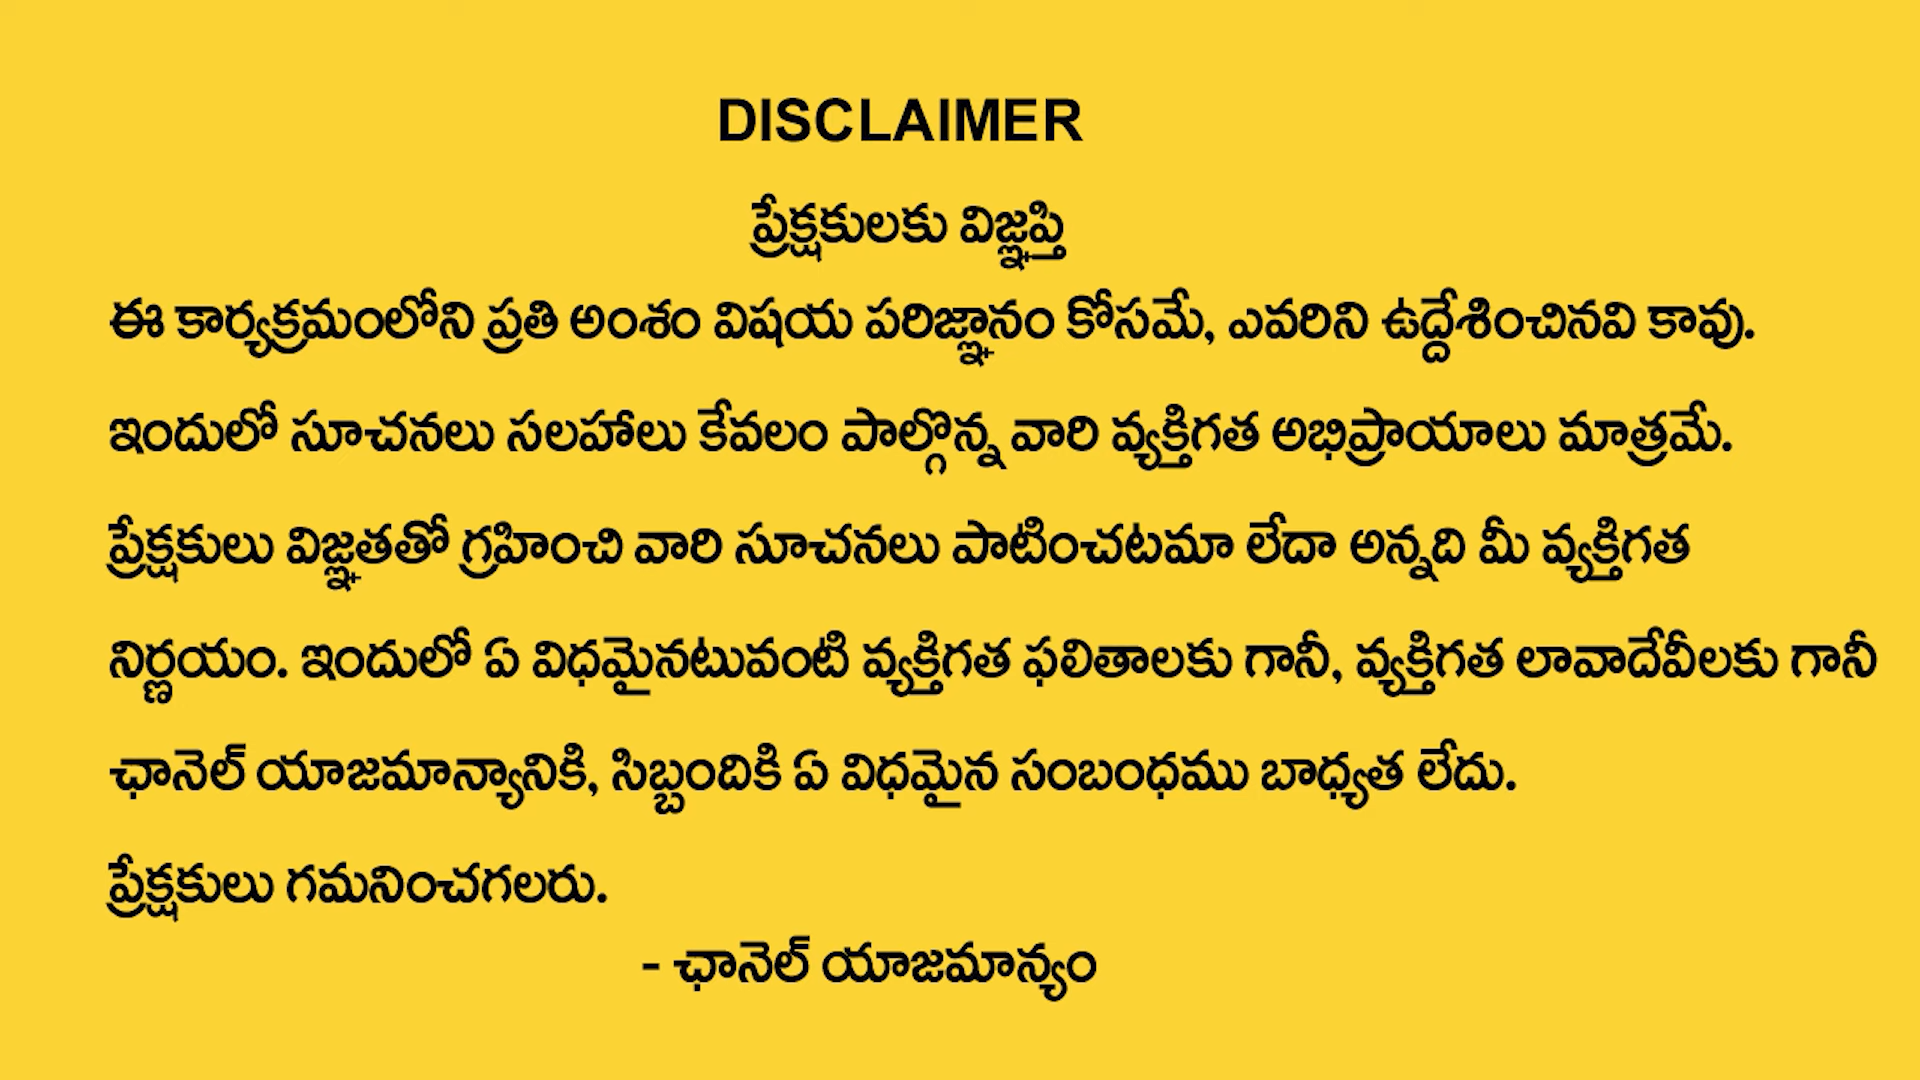 DISCLAIMER
ప్రేక్షకులకు విజ్ఞప్తి
ఈ కార్యక్రమంలోని ప్రతి అంశం విషయ పరిజ్ఞానం కోసమే, ఎవరిని ఉద్దేశించినవి కావు.
ఇందులో సూచనలు సలహాలు కేవలం పాల్గొన్న వారి వ్యక్తిగత అభిప్రాయాలు మాత్రమే.
ప్రేక్షకులు విజ్ఞతతో గ్రహించి వారి సూచనలు పాటించటమా లేదా అన్నది మీ వ్యక్తిగత
నిర్ణయం. ఇందులో ఏ విధమైనటువంటి వ్యక్తిగత ఫలితాలకు గానీ, వ్యక్తిగత లావాదేవీలకు గానీ
ఛానెల్ యాజమాన్యానికి, సిబ్బందికి ఏ విధమైన సంబంధము బాధ్యత లేదు.
ప్రేక్షకులు గమనించగలరు.
- ఛానెల్ యాజమాన్యం